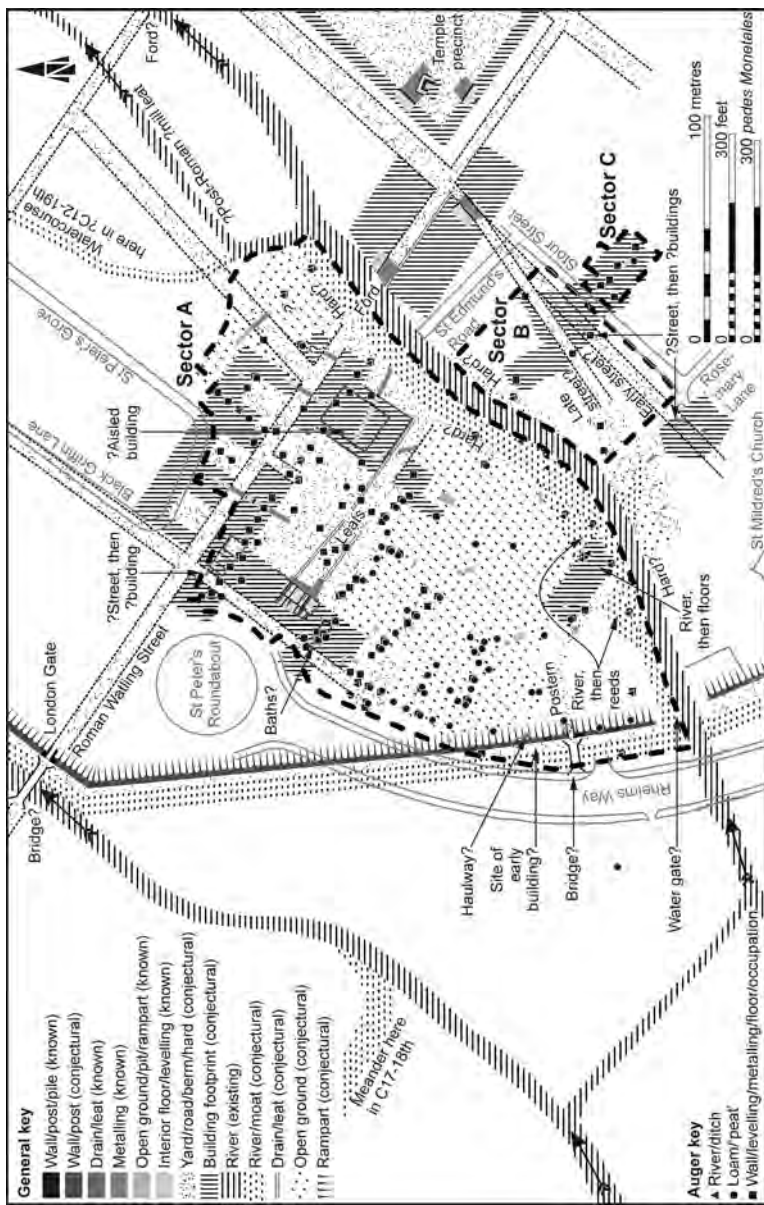 General key
Wall/post/pile (known)
Wall/post (conjectural)
Drain/leat (known)
Metalling (known)
Open ground/pit/rampart (known)
Interior floor/levelling (known)
Yard/road/berm/hard (conjectural)
Building footprint (conjectural)
River (existing)
River/moat (conjectural)
Drain/leat (conjectural)
Open ground (conjectural)
Rampart (conjectural)
Auger key
River/ditch
Loam/'peat'
Wall/levelling/metalling/floor/occupation
Meander here
in C17-18th
Bridge?
London Gate
Roman Watling Street
St Peter's
Roundabout
?Street, then
?building
Black Griffin Lane
St Peter's Grove
?Aisled
building
Sector A
Watercourse
here in ?C12-19th
?Post-Roman ?mill leat
Ford?
N
Baths?
Leats
Hard?
Ford
Temple
precinct
Haulway?
Site of
early
building?
Bridge?
Water gate?
Rheims Way
Postern
River,
then
reeds
River,
then floors
Hard?
Hard?
Hard?
St Edmund's
Road
Stour Street
Sector
B
Sector C
Late
street?
Early street?
?Street, then ?buildings
Rose-
mary
Lane
St Mildred's Church
0 100 metres
0 300 feet
0 300 pedes Monetales